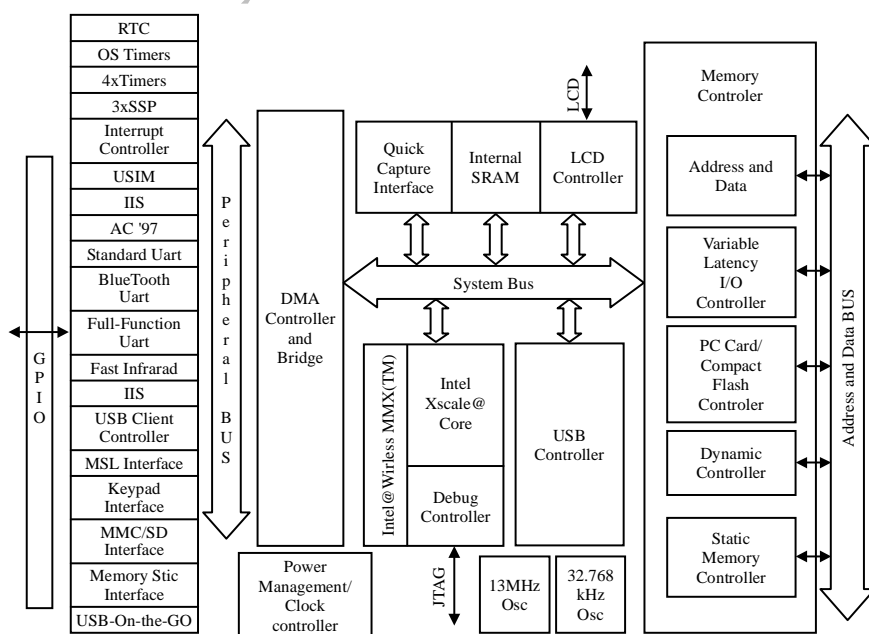 RTC
OS Timers
4xTimers
3xSSP
Interrupt
Controller
USIM
IIS
AC '97
Standard Uart
BlueTooth
Uart
Full-Function
Uart
Fast Infrarad
IIS
USB Client
Controller
MSL Interface
Keypad
Interface
MMC/SD
Interface
Memory Stic
Interface
USB-On-the-GO
GPIO
Peripheral BUS
DMA
Controller
and
Bridge
Power
Management/
Clock
controller
LCD
Quick
Capture
Interface
Internal
SRAM
LCD
Controller
System Bus
Intel@Wirless MMX(TM)
Intel
Xscale@
Core
Debug
Controller
USB
Controller
JTAG
13MHz
Osc
32.768
kHz
Osc
Memory
Controler
Address and
Data
Variable
Latency
I/O
Controller
PC Card/
Compact
Flash
Controler
Dynamic
Controller
Static
Memory
Controller
Address and Data BUS